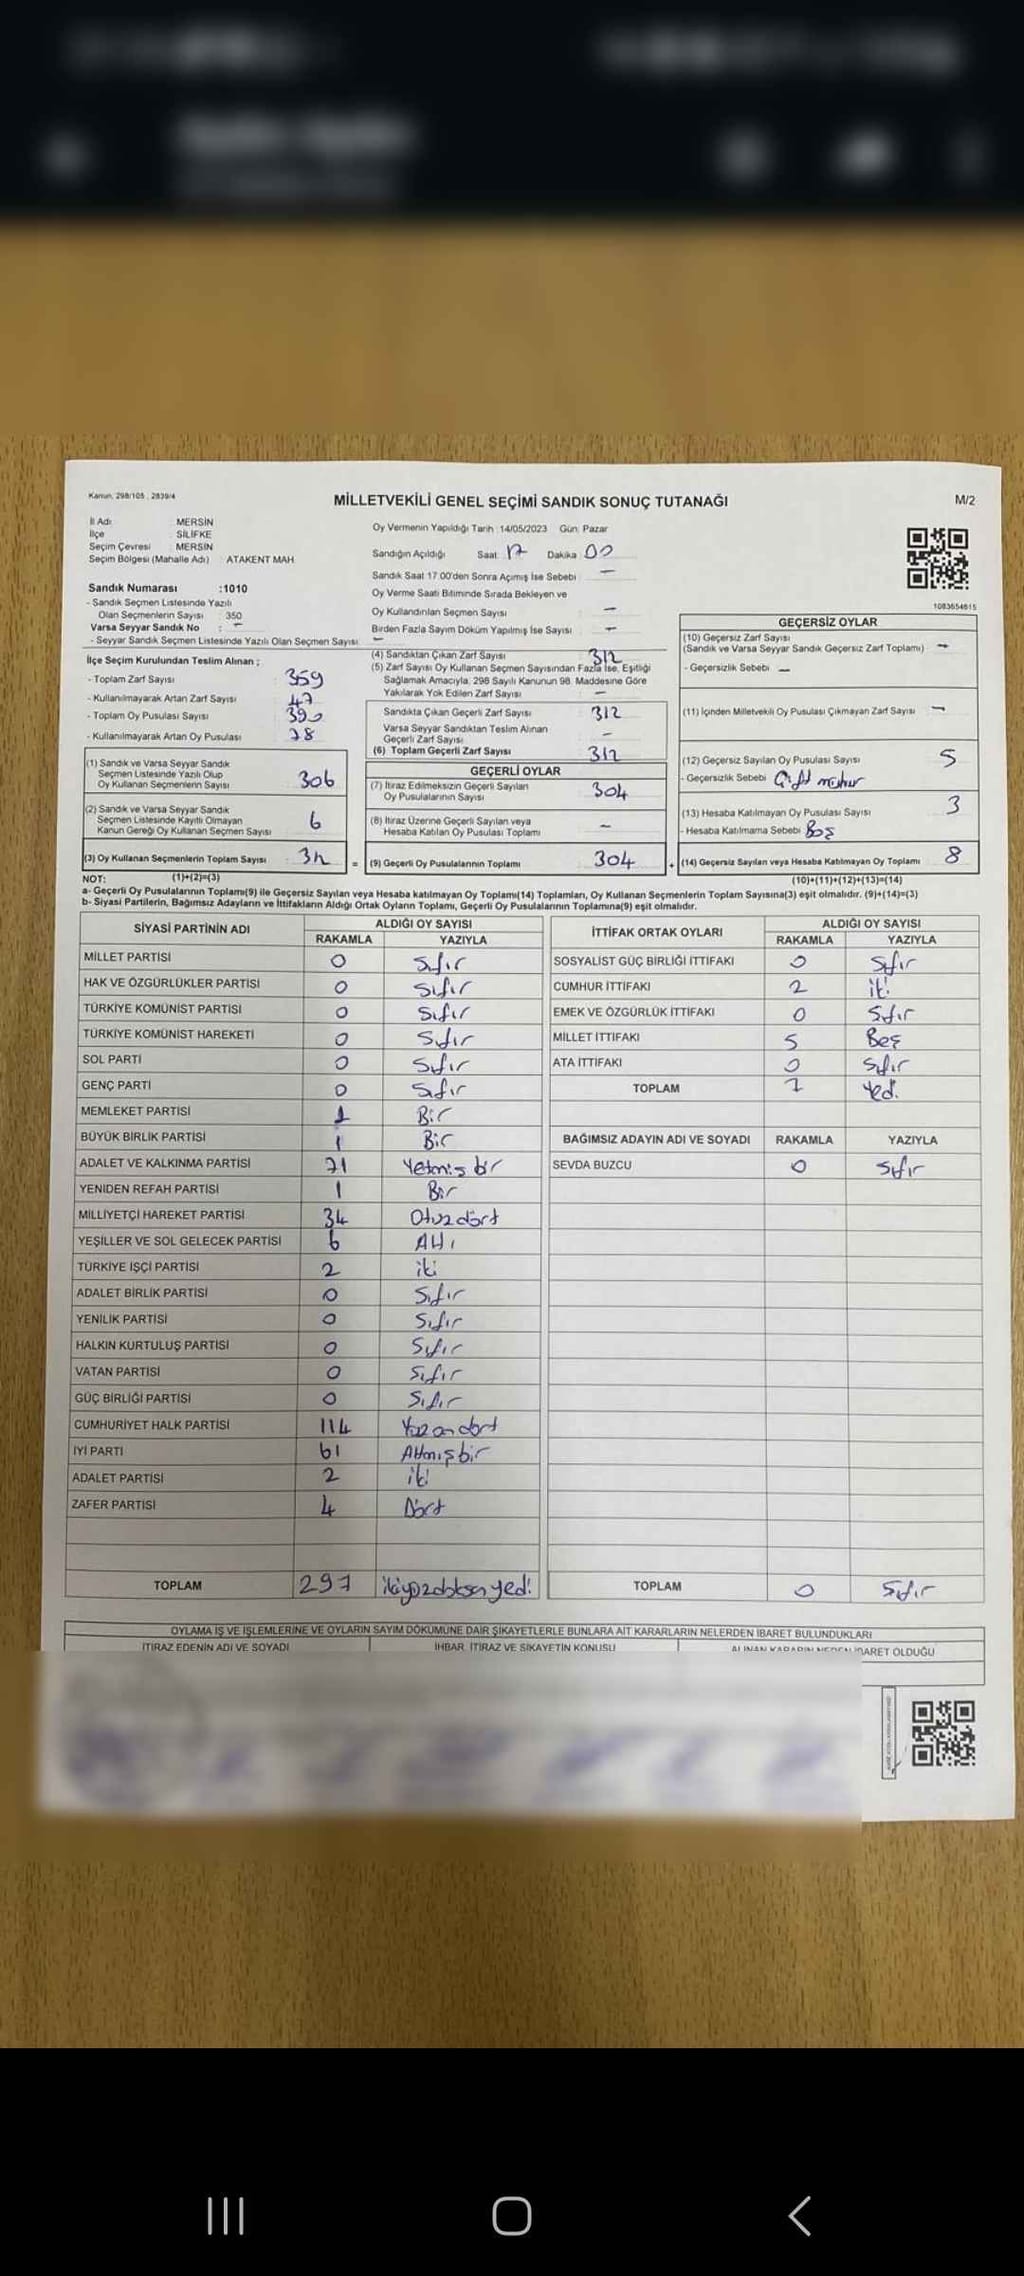 Kanun, 298/105 , 2839/4
MİLLETVEKİLİ GENEL SEÇİMİ SANDIK SONUÇ TUTANAĞI
M/2
İl Adı : MERSİN
İlçe : SİLİFKE
Seçim Çevresi : MERSİN
Seçim Bölgesi (Mahalle Adı) : ATAKENT MAH
Sandık Numarası :1010
- Sandık Seçmen Listesinde Yazılı
Olan Seçmenlerin Sayısı : 350
Varsa Seyyar Sandık No : –
- Seyyar Sandık Seçmen Listesinde Yazılı Olan Seçmen Sayısı: –
Oy Vermenin Yapıldığı Tarih :14/05/2023 Gün: Pazar
Sandığın Açıldığı Saat: 17 Dakika: 00
Sandık Saat 17:00'den Sonra Açımış İse Sebebi : –
Oy Verme Saati Bitiminde Sırada Bekleyen ve
Oy Kullandırılan Seçmen Sayısı : –
Birden Fazla Sayım Döküm Yapılmış İse Sayısı : –
1083654615
İlçe Seçim Kurulundan Teslim Alınan ;
- Toplam Zarf Sayısı : 359
- Kullanılmayarak Artan Zarf Sayısı : 47
- Toplam Oy Pusulası Sayısı : 390
- Kullanılmayarak Artan Oy Pusulası : 78
(1) Sandık ve Varsa Seyyar Sandık
Seçmen Listesinde Yazılı Olup
Oy Kullanan Seçmenlerin Sayısı 306
(2) Sandık ve Varsa Seyyar Sandık
Seçmen Listesinde Kayıtlı Olmayan
Kanun Gereği Oy Kullanan Seçmen Sayısı 6
(3) Oy Kullanan Seçmenlerin Toplam Sayısı 312 =
(4) Sandıktan Çıkan Zarf Sayısı 312
(5) Zarf Sayısı Oy Kullanan Seçmen Sayısından Fazla İse, Eşitliği
Sağlamak Amacıyla, 298 Sayılı Kanunun 98. Maddesine Göre
Yakılarak Yok Edilen Zarf Sayısı –
Sandıkta Çıkan Geçerli Zarf Sayısı 312
Varsa Seyyar Sandıktan Teslim Alınan
Geçerli Zarf Sayısı –
(6) Toplam Geçerli Zarf Sayısı 312
GEÇERLİ OYLAR
(7) İtiraz Edilmeksizin Geçerli Sayılan
Oy Pusulalarının Sayısı 304
(8) İtiraz Üzerine Geçerli Sayılan veya
Hesaba Katılan Oy Pusulası Toplamı –
(9) Geçerli Oy Pusulalarının Toplamı 304 +
GEÇERSİZ OYLAR
(10) Geçersiz Zarf Sayısı
(Sandık ve Varsa Seyyar Sandık Geçersiz Zarf Toplamı) –
- Geçersizlik Sebebi –
(11) İçinden Milletvekili Oy Pusulası Çıkmayan Zarf Sayısı –
(12) Geçersiz Sayılan Oy Pusulası Sayısı 5
- Geçersizlik Sebebi Çift mühür
(13) Hesaba Katılmayan Oy Pusulası Sayısı 3
- Hesaba Katılmama Sebebi Boş
(14) Geçersiz Sayılan veya Hesaba Katılmayan Oy Toplamı 8
NOT: (1)+(2)=(3)
(10)+(11)+(12)+(13)=(14)
a- Geçerli Oy Pusulalarının Toplamı(9) ile Geçersiz Sayılan veya Hesaba katılmayan Oy Toplamı(14) Toplamları, Oy Kullanan Seçmenlerin Toplam Sayısına(3) eşit olmalıdır. (9)+(14)=(3)
b- Siyasi Partilerin, Bağımsız Adayların ve İttifakların Aldığı Ortak Oyların Toplamı, Geçerli Oy Pusulalarının Toplamına(9) eşit olmalıdır.
SİYASİ PARTİNİN ADI ALDIĞI OY SAYISI
RAKAMLA YAZIYLA
MİLLET PARTİSİ 0 Sıfır
HAK VE ÖZGÜRLÜKLER PARTİSİ 0 Sıfır
TÜRKİYE KOMÜNİST PARTİSİ 0 Sıfır
TÜRKİYE KOMÜNİST HAREKETİ 0 Sıfır
SOL PARTİ 0 Sıfır
GENÇ PARTİ 0 Sıfır
MEMLEKET PARTİSİ 1 Bir
BÜYÜK BİRLİK PARTİSİ 1 Bir
ADALET VE KALKINMA PARTİSİ 71 Yetmiş bir
YENİDEN REFAH PARTİSİ 1 Bir
MİLLİYETÇİ HAREKET PARTİSİ 34 Otuzdört
YEŞİLLER VE SOL GELECEK PARTİSİ 6 Altı
TÜRKİYE İŞÇİ PARTİSİ 2 iki
ADALET BİRLİK PARTİSİ 0 Sıfır
YENİLİK PARTİSİ 0 Sıfır
HALKIN KURTULUŞ PARTİSİ 0 Sıfır
VATAN PARTİSİ 0 Sıfır
GÜÇ BİRLİĞİ PARTİSİ 0 Sıfır
CUMHURİYET HALK PARTİSİ 114 Yüzondört
İYİ PARTİ 61 Altmışbir
ADALET PARTİSİ 2 iki
ZAFER PARTİSİ 4 Dört
TOPLAM 297 ikiyüzdoksanyedi
İTTİFAK ORTAK OYLARI ALDIĞI OY SAYISI
RAKAMLA YAZIYLA
SOSYALİST GÜÇ BİRLİĞİ İTTİFAKI 0 Sıfır
CUMHUR İTTİFAKI 2 iki
EMEK VE ÖZGÜRLÜK İTTİFAKI 0 Sıfır
MİLLET İTTİFAKI 5 Beş
ATA İTTİFAKI 0 Sıfır
TOPLAM 7 Yedi
BAĞIMSIZ ADAYIN ADI VE SOYADI RAKAMLA YAZIYLA
SEVDA BUZCU 0 Sıfır
TOPLAM 0 Sıfır
OYLAMA İŞ VE İŞLEMLERİNE VE OYLARIN SAYIM DÖKÜMÜNE DAİR ŞİKAYETLERLE BUNLARA AİT KARARLARIN NELERDEN İBARET BULUNDUKLARI
İTİRAZ EDENİN ADI VE SOYADI İHBAR, İTİRAZ VE ŞİKAYETİN KONUSU ALINAN KARARIN NEDEN İBARET OLDUĞU